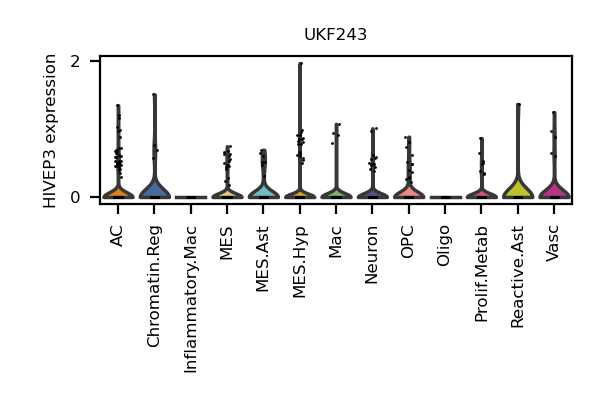 UKF243
HIVEP3 expression
2
0
AC
Chromatin.Reg
Inflammatory.Mac
MES
MES.Ast
MES.Hyp
Mac
Neuron
OPC
Oligo
Prolif.Metab
Reactive.Ast
Vasc